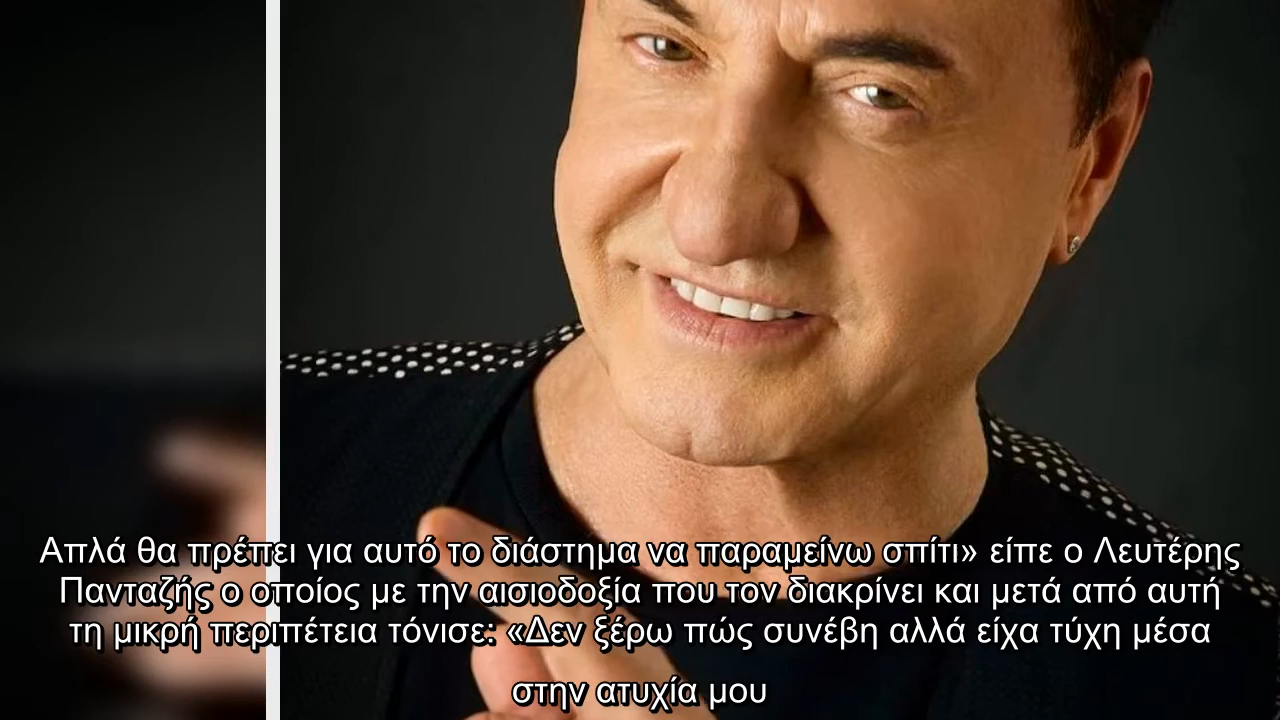 Απλά θα πρέπει για αυτό το διάστημα να παραμείνω σπίτι» είπε ο Λευτέρης
Πανταζής ο οποίος με την αισιοδοξία που τον διακρίνει και μετά από αυτή
τη μικρή περιπέτεια τόνισε: «Δεν ξέρω πώς συνέβη αλλά είχα τύχη μέσα
στην ατυχία μου